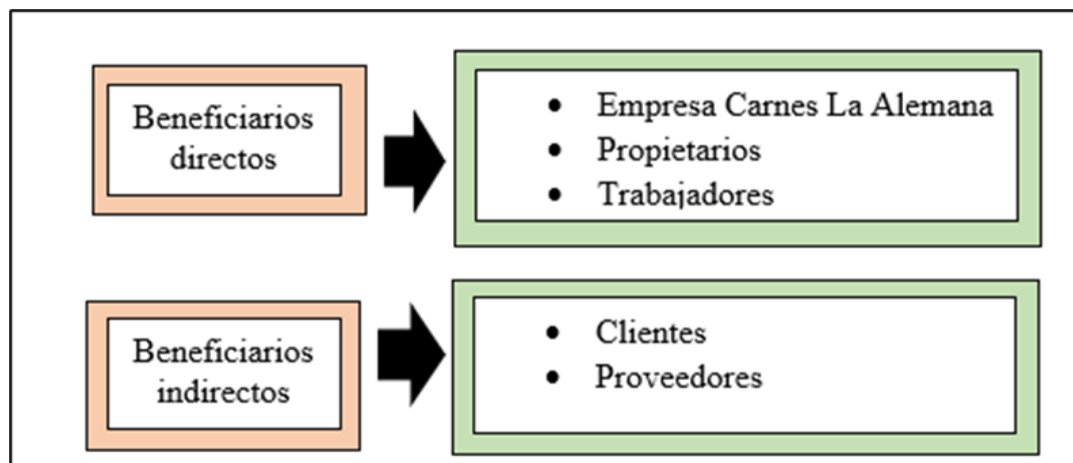 Beneficiarios
directos
• Empresa Carnes La Alemana
• Propietarios
• Trabajadores
Beneficiarios
indirectos
• Clientes
• Proveedores